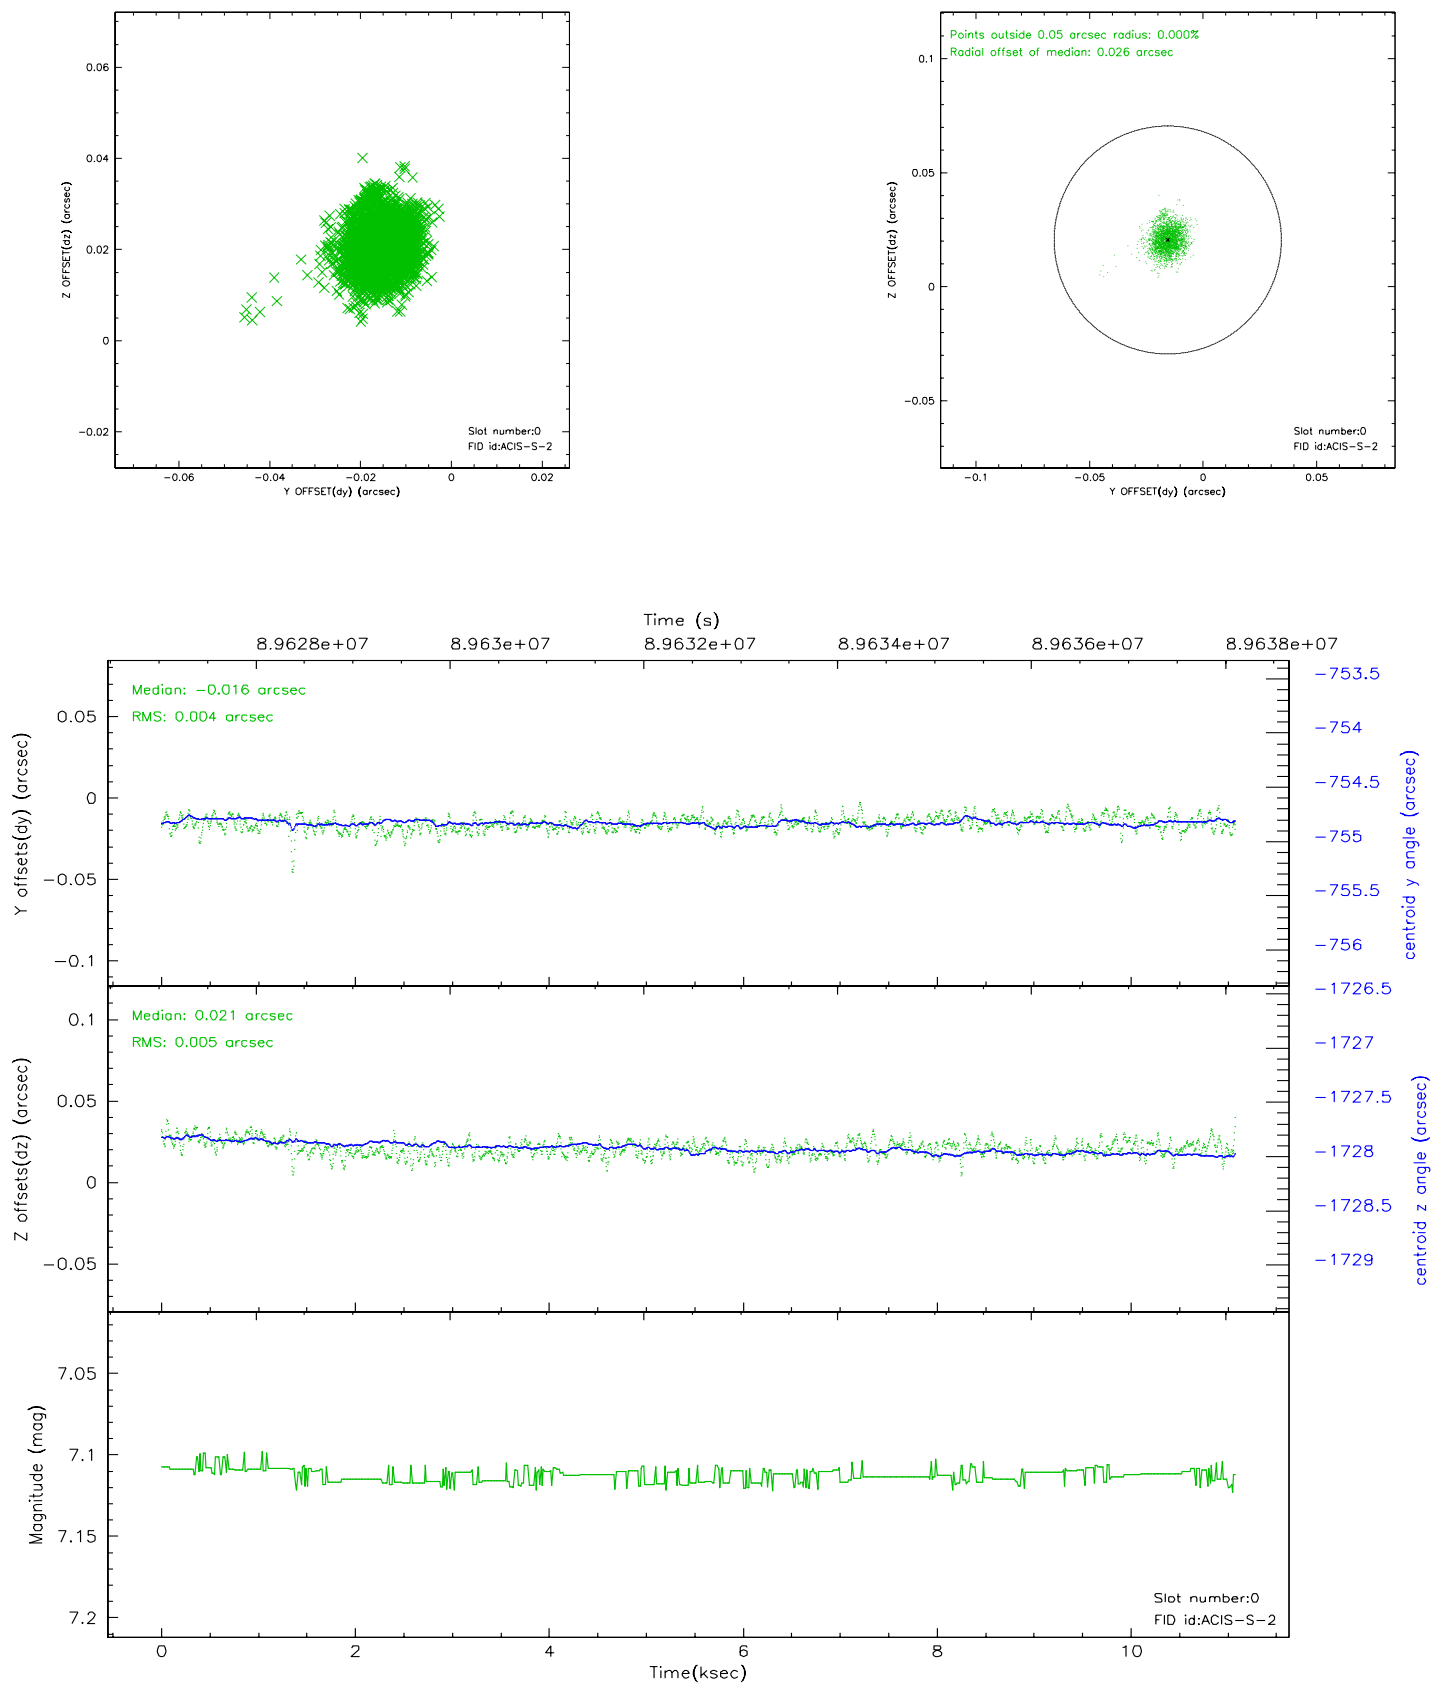 0.06
0.04
0.02
0
−0.02
Z OFFSET(dz) (arcsec)
Slot number:0
FID id:ACIS−S−2
−0.06 −0.04 −0.02 0 0.02
Y OFFSET(dy) (arcsec)
Points outside 0.05 arcsec radius: 0.000%
Radial offset of median: 0.026 arcsec
0.1
0.05
0
−0.05
Z OFFSET(dz) (arcsec)
Slot number:0
FID id:ACIS−S−2
−0.1 −0.05 0 0.05
Y OFFSET(dy) (arcsec)
Time (s)
8.9628e+07 8.963e+07 8.9632e+07 8.9634e+07 8.9636e+07 8.9638e+07
Median: −0.016 arcsec
RMS: 0.004 arcsec
0.05
0
−0.05
−0.1
Y offsets(dy) (arcsec)
−753.5
−754
−754.5
−755
−755.5
−756
centroid y angle (arcsec)
Median: 0.021 arcsec
RMS: 0.005 arcsec
0.1
0.05
0
−0.05
Z offsets(dz) (arcsec)
−1726.5
−1727
−1727.5
−1728
−1728.5
−1729
centroid z angle (arcsec)
7.05
7.1
7.15
7.2
Magnitude (mag)
Slot number:0
FID id:ACIS−S−2
0 2 4 6 8 10
Time(ksec)